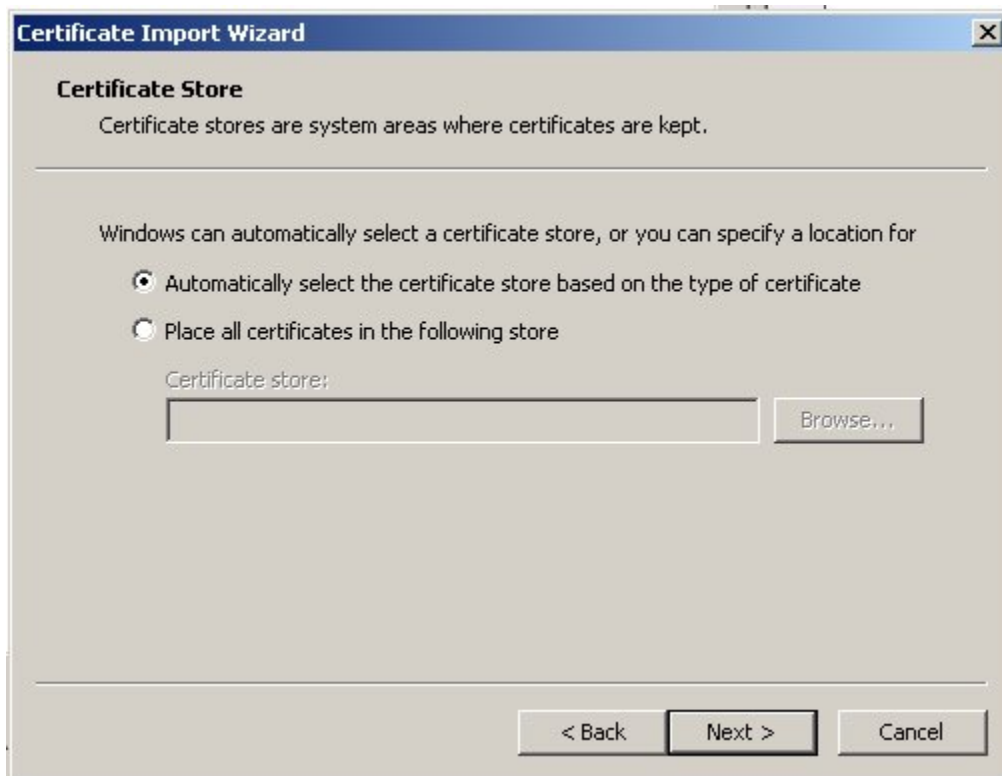 Certificate Import Wizard
Certificate Store
Certificate stores are system areas where certificates are kept.
Windows can automatically select a certificate store, or you can specify a location for
Automatically select the certificate store based on the type of certificate
Place all certificates in the following store
Certificate store:
Browse...
< Back
Next >
Cancel